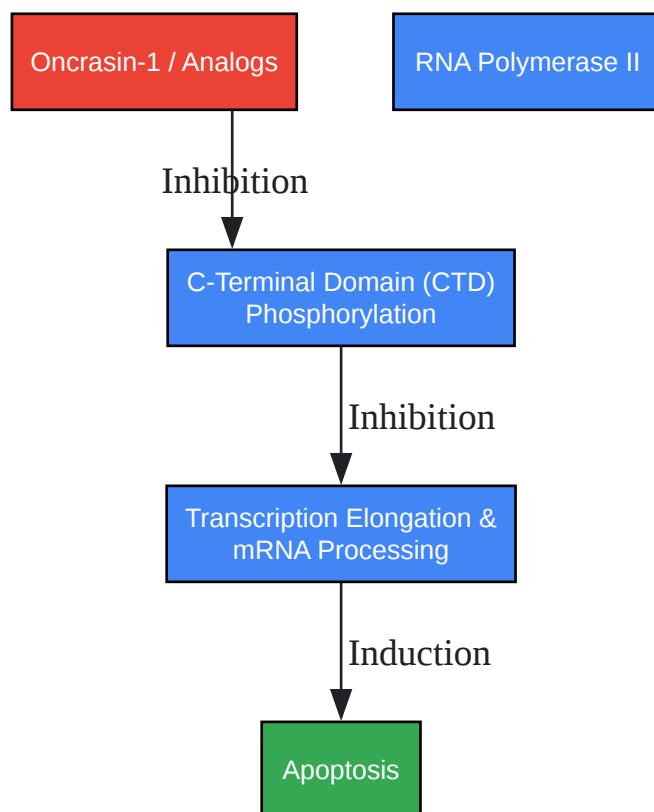 Oncrasin-1 / Analogs
RNA Polymerase II
Inhibition
C-Terminal Domain (CTD)
Phosphorylation
Inhibition
Transcription Elongation &
mRNA Processing
Induction
Apoptosis